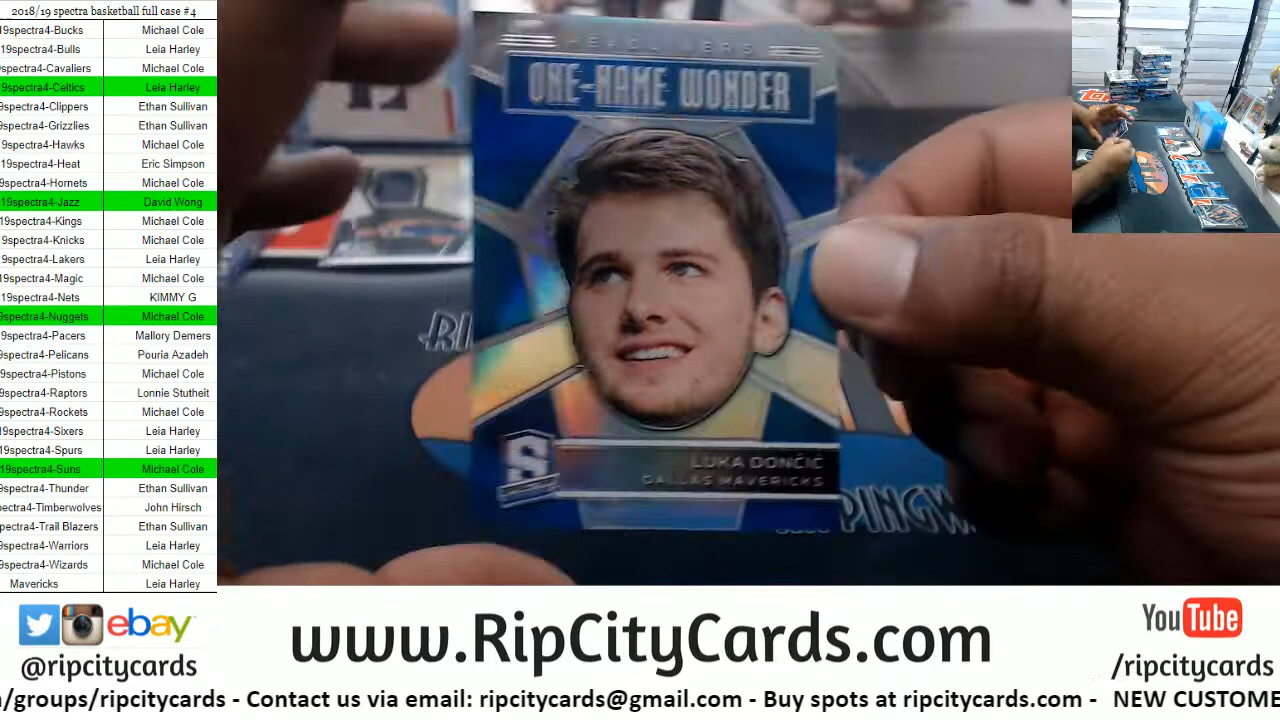 2018/19 spectra basketball full case #4
19spectra4-Bucks Michael Cole
19spectra4-Bulls Leia Harley
spectra4-Cavaliers Michael Cole
9spectra4-Celtics Leia Harley
9spectra4-Clippers Ethan Sullivan
9spectra4-Grizzlies Ethan Sullivan
9spectra4-Hawks Michael Cole
19spectra4-Heat Eric Simpson
9spectra4-Hornets Michael Cole
19spectra4-Jazz David Wong
19spectra4-Kings Michael Cole
9spectra4-Knicks Michael Cole
9spectra4-Lakers Leia Harley
19spectra4-Magic Michael Cole
19spectra4-Nets KIMMY G
9spectra4-Nuggets Michael Cole
9spectra4-Pacers Mallory Demers
9spectra4-Pelicans Pouria Azadeh
9spectra4-Pistons Michael Cole
9spectra4-Raptors Lonnie Stutheit
9spectra4-Rockets Michael Cole
19spectra4-Sixers Leia Harley
19spectra4-Spurs Leia Harley
19spectra4-Suns Michael Cole
9spectra4-Thunder Ethan Sullivan
pectra4-Timberwolves John Hirsch
pectra4-Trail Blazers Ethan Sullivan
9spectra4-Warriors Leia Harley
9spectra4-Wizards Michael Cole
Mavericks Leia Harley
HEADLINERS
ONE-NAME WONDER
LUKA DONČIĆ
DALLAS MAVERICKS
S
RI
PINGW
ebay
@ripcitycards
www.RipCityCards.com
YouTube
/ripcitycards
/groups/ripcitycards - Contact us via email: ripcitycards@gmail.com - Buy spots at ripcitycards.com - NEW CUSTOME